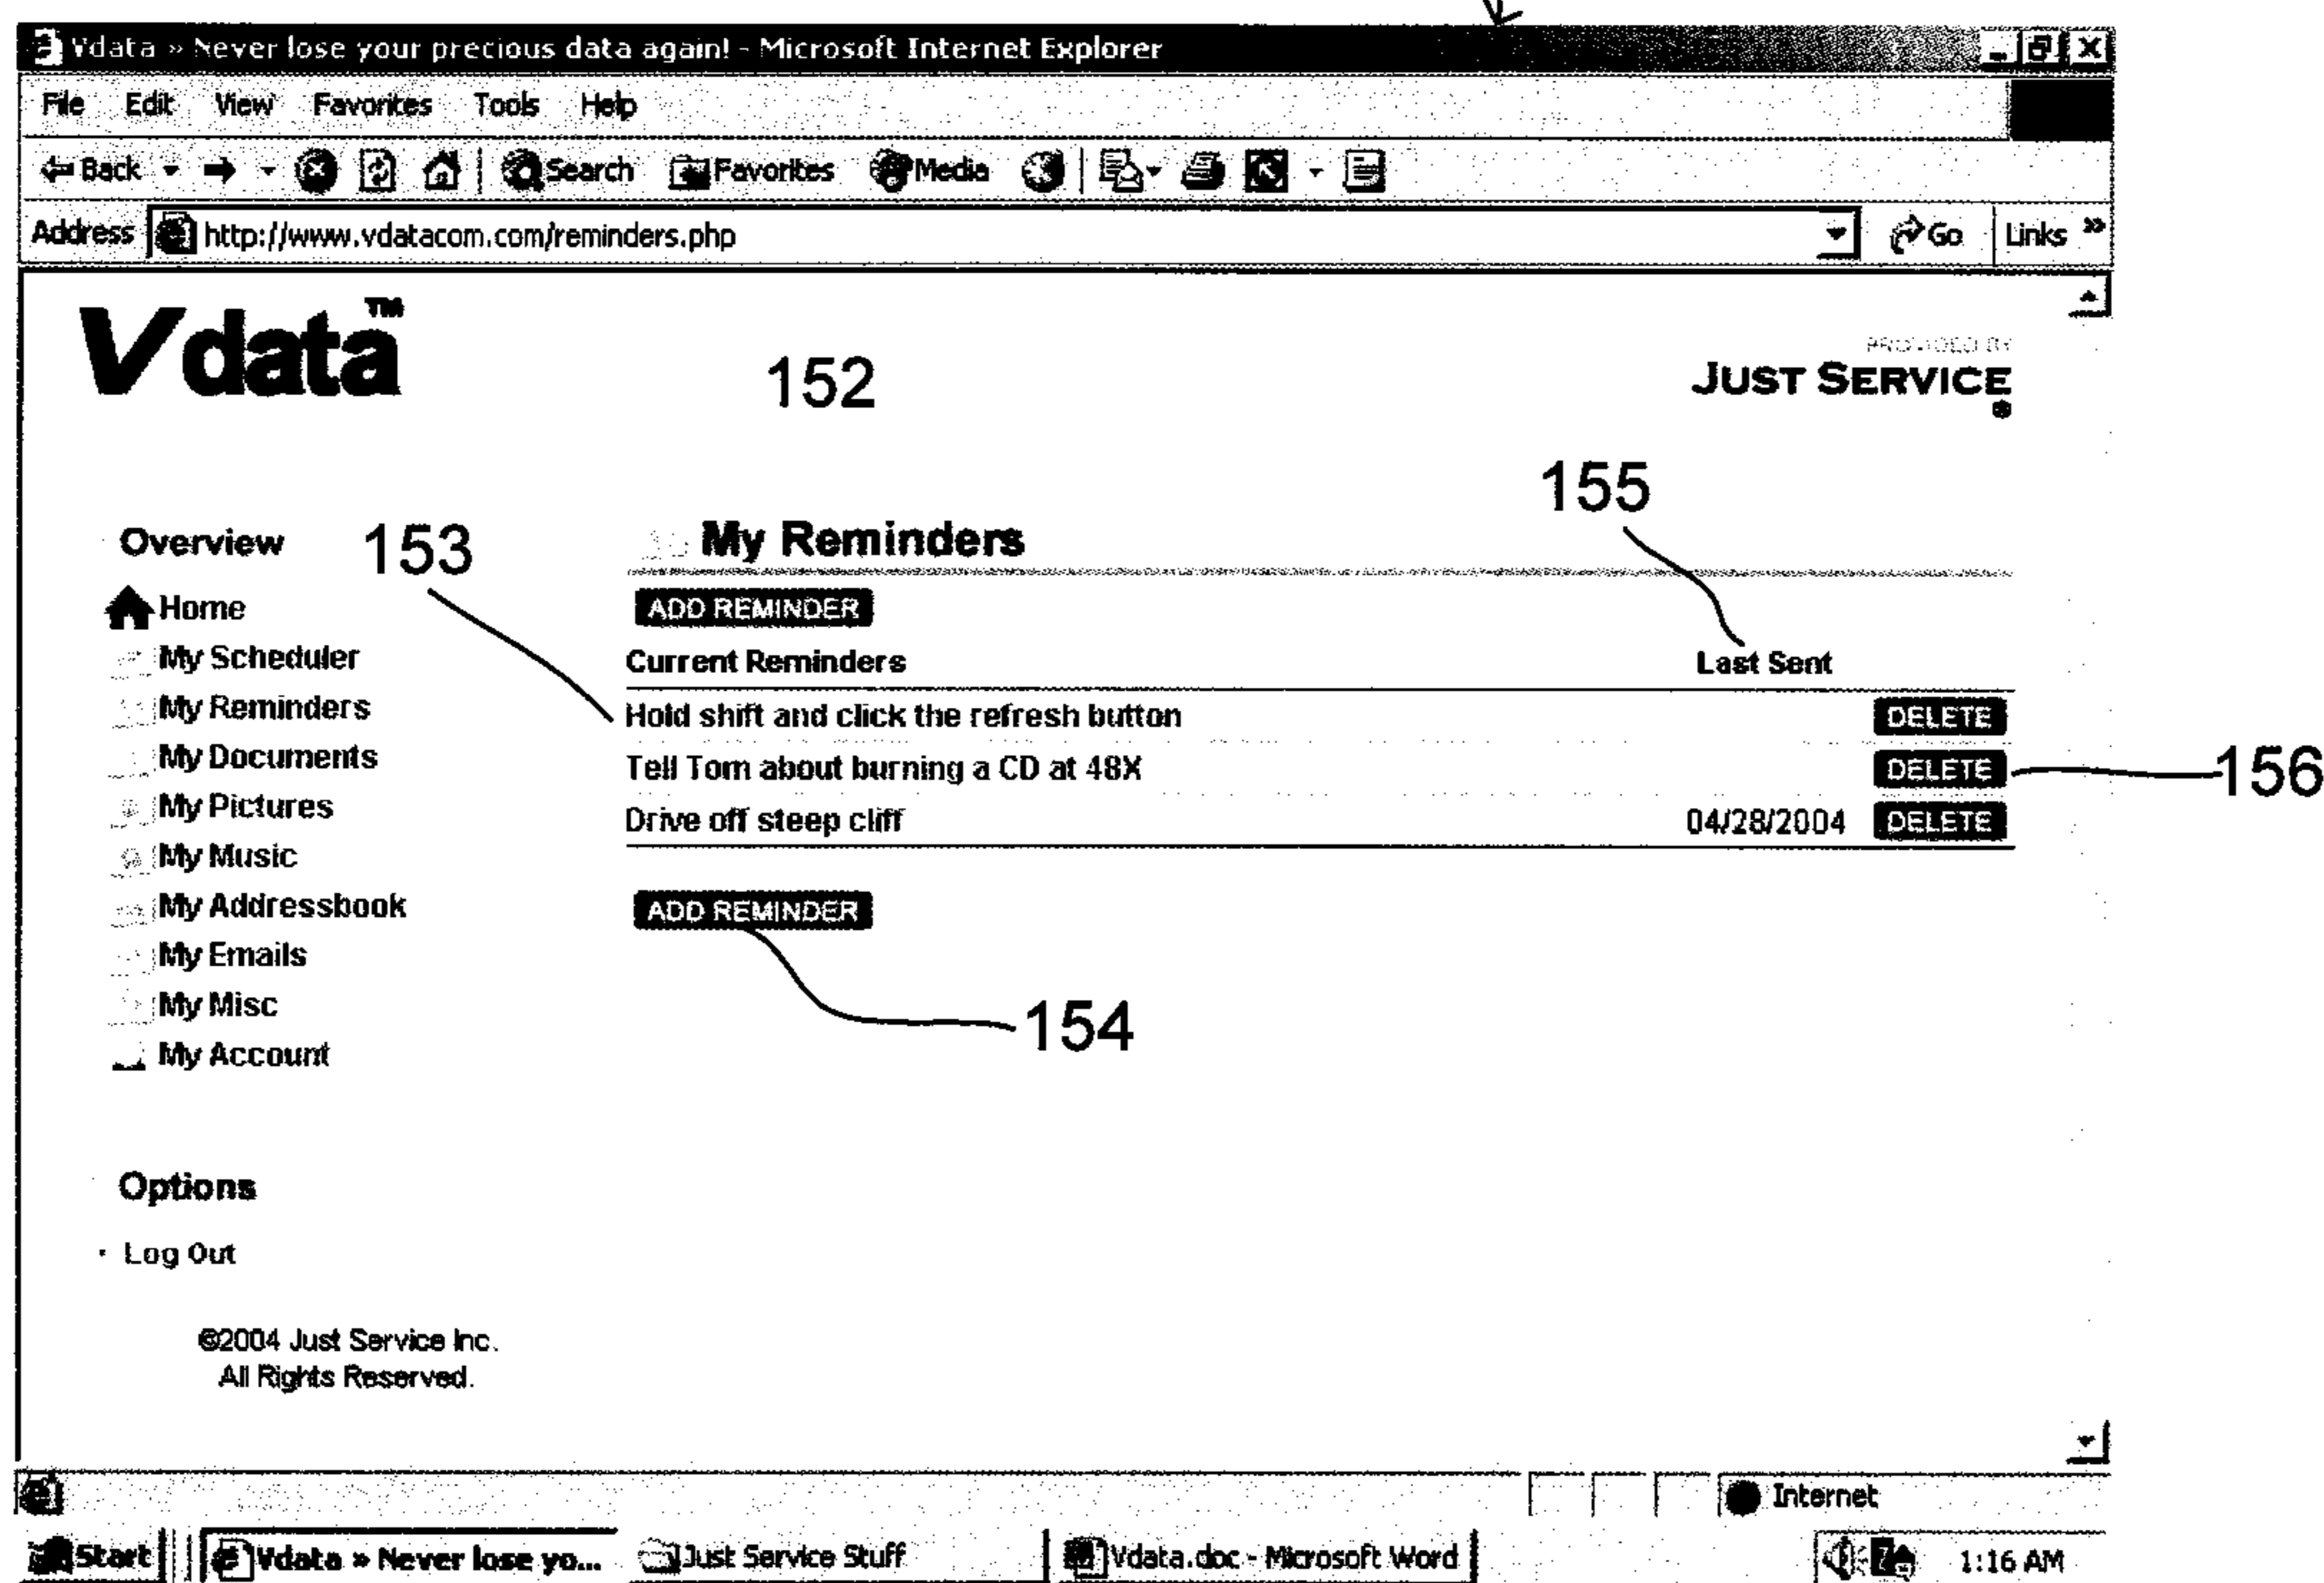 Vdata » Never lose your precious data again! - Microsoft Internet Explorer
File Edit View Favorites Tools Help
Back Search Favorites Media
Address http://www.vdatacom.com/reminders.php Go Links »
Vdata™
PROVIDED BY
152
JUST SERVICE
®
155
Overview 153 My Reminders
Home ADD REMINDER
My Scheduler Current Reminders Last Sent
My Reminders Hold shift and click the refresh button DELETE
My Documents Tell Tom about burning a CD at 48X DELETE 156
My Pictures Drive off steep cliff 04/28/2004 DELETE
My Music
My Addressbook ADD REMINDER
My Emails
My Misc 154
My Account
Options
· Log Out
©2004 Just Service Inc.
All Rights Reserved.
Internet
Start Vdata » Never lose yo... Just Service Stuff Vdata.doc - Microsoft Word 1:16 AM